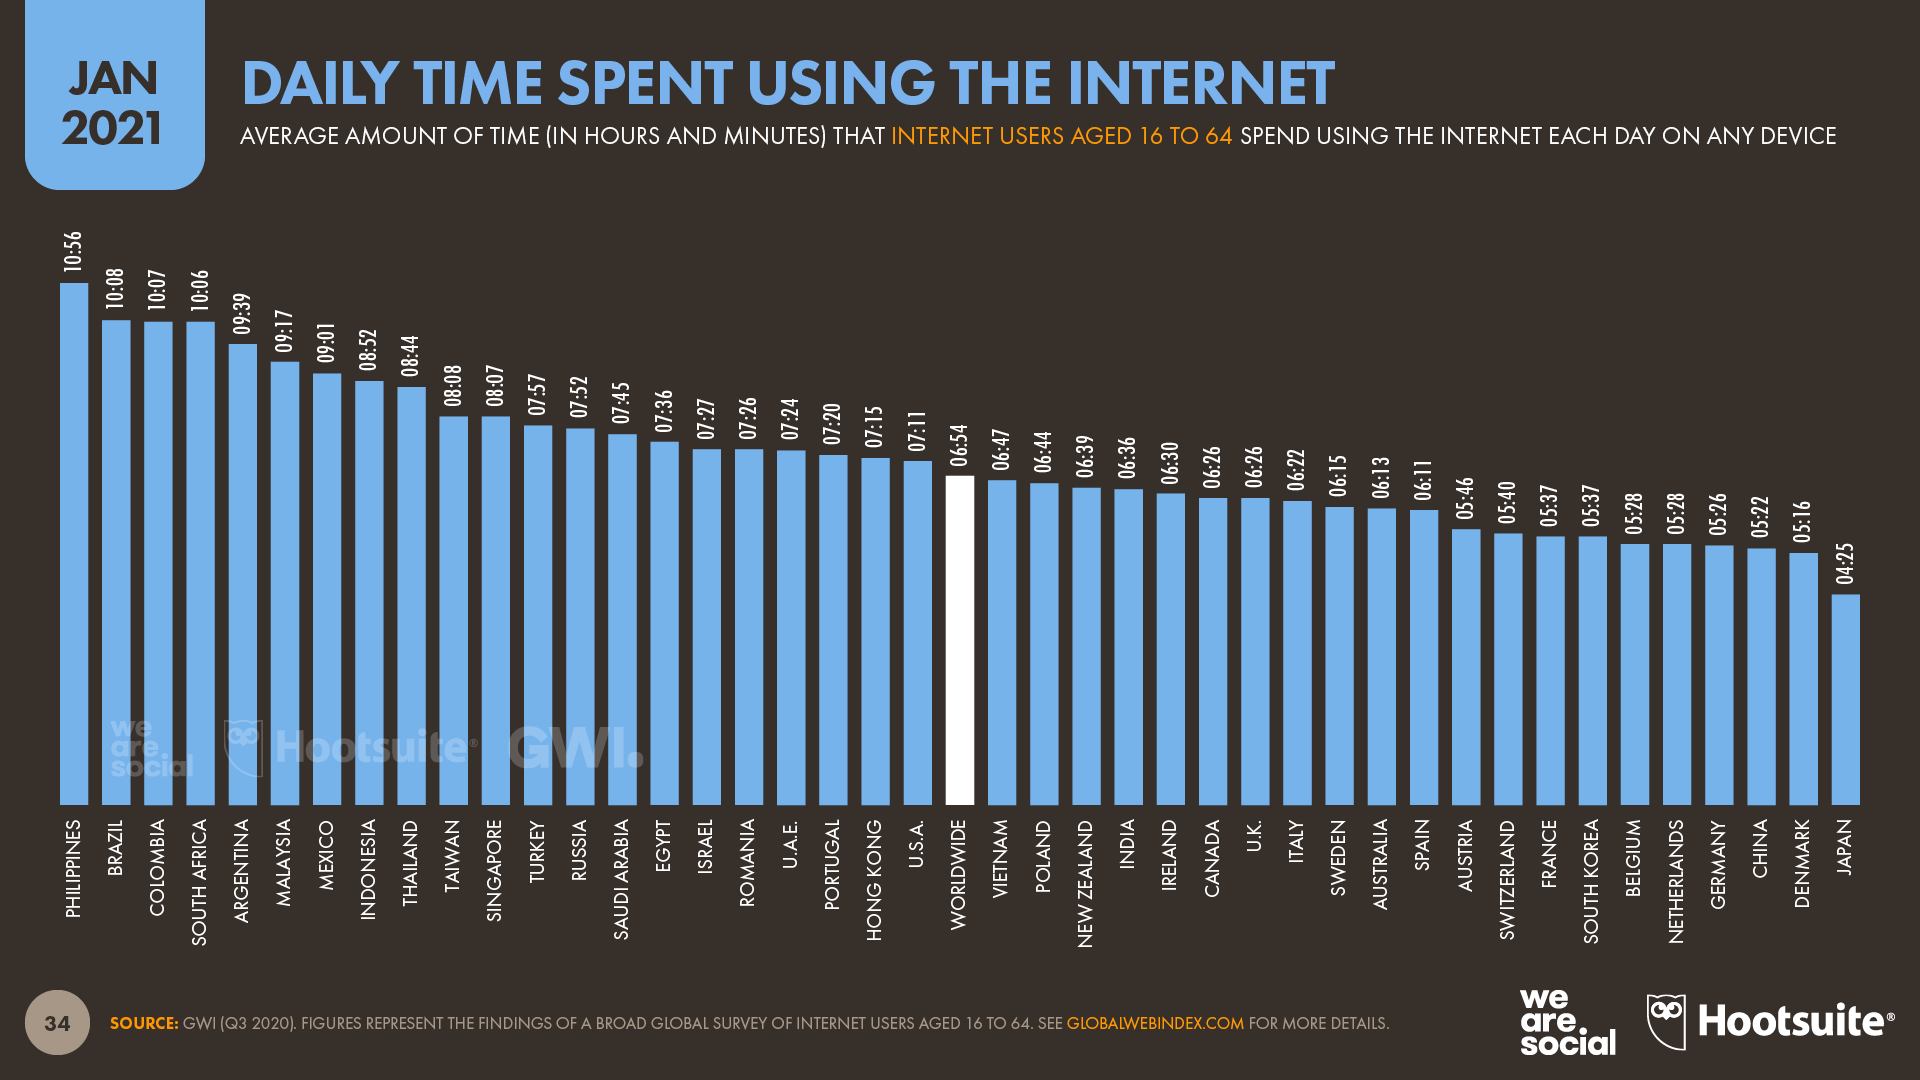 JAN
2021
DAILY TIME SPENT USING THE INTERNET
AVERAGE AMOUNT OF TIME (IN HOURS AND MINUTES) THAT INTERNET USERS AGED 16 TO 64 SPEND USING THE INTERNET EACH DAY ON ANY DEVICE
10:56
10:08
10:07
10:06
09:39
09:17
09:01
08:52
08:44
08:08
08:07
07:57
07:52
07:45
07:36
07:27
07:26
07:24
07:20
07:15
07:11
06:54
06:47
06:44
06:39
06:36
06:30
06:26
06:26
06:22
06:15
06:13
06:11
05:46
05:40
05:37
05:37
05:28
05:28
05:26
05:22
05:16
04:25
we
are
social
Hootsuite®
GWI.
PHILIPPINES
BRAZIL
COLOMBIA
SOUTH AFRICA
ARGENTINA
MALAYSIA
MEXICO
INDONESIA
THAILAND
TAIWAN
SINGAPORE
TURKEY
RUSSIA
SAUDI ARABIA
EGYPT
ISRAEL
ROMANIA
U.A.E.
PORTUGAL
HONG KONG
U.S.A.
WORLDWIDE
VIETNAM
POLAND
NEW ZEALAND
INDIA
IRELAND
CANADA
U.K.
ITALY
SWEDEN
AUSTRALIA
SPAIN
AUSTRIA
SWITZERLAND
FRANCE
SOUTH KOREA
BELGIUM
NETHERLANDS
GERMANY
CHINA
DENMARK
JAPAN
34
SOURCE: GWI (Q3 2020). FIGURES REPRESENT THE FINDINGS OF A BROAD GLOBAL SURVEY OF INTERNET USERS AGED 16 TO 64. SEE GLOBALWEBINDEX.COM FOR MORE DETAILS.
we
are
social
Hootsuite®